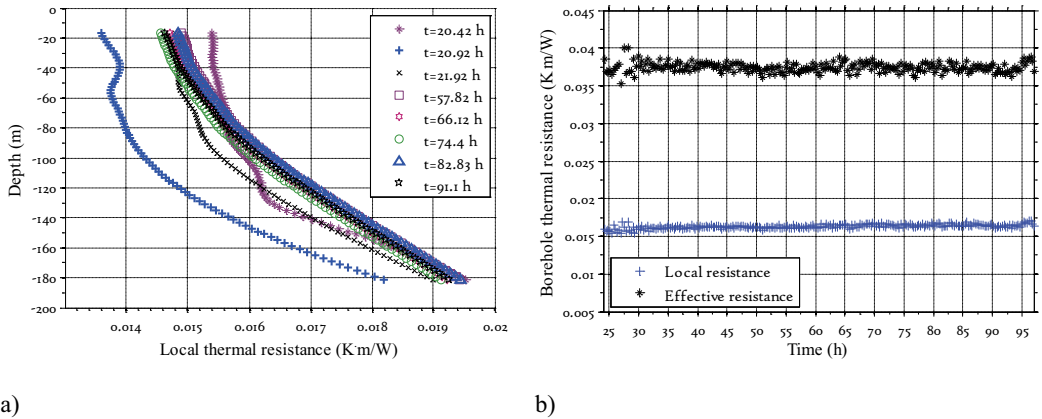 0
-20
-40
-60
-80
-100
-120
-140
-160
-180
-200
Depth (m)
0.014
0.015
0.016
0.017
0.018
0.019
0.02
Local thermal resistance (K·m/W)
t=20.42 h
t=20.92 h
t=21.92 h
t=57.82 h
t=66.12 h
t=74.4 h
t=82.83 h
t=91.1 h
a)
0.045
0.04
0.035
0.03
0.025
0.02
0.015
0.01
0.005
Borehole thermal resistance (K·m/W)
Local resistance
Effective resistance
25 30 35 40 45 50 55 60 65 70 75 80 85 90 95
Time (h)
b)